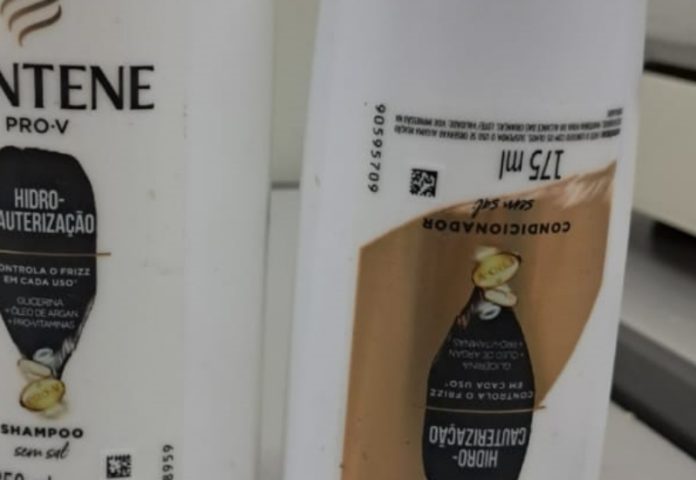 NTENE
PRO-V
HIDRO-
AUTERIZAÇÃO
ONTROLA O FRIZZ
EM CADA USO*
GLICERINA
+ ÓLEO DE ARGAN
+ PRO-VITAMINAS
SHAMPOO
sem sal
8959
HIDRO-
CAUTERIZAÇÃO
CONTROLA O FRIZZ
EM CADA USO*
GLICERINA
+ ÓLEO DE ARGAN
+ PRO-VITAMINAS
CONDICIONADOR
sem sal
175 ml
90595709